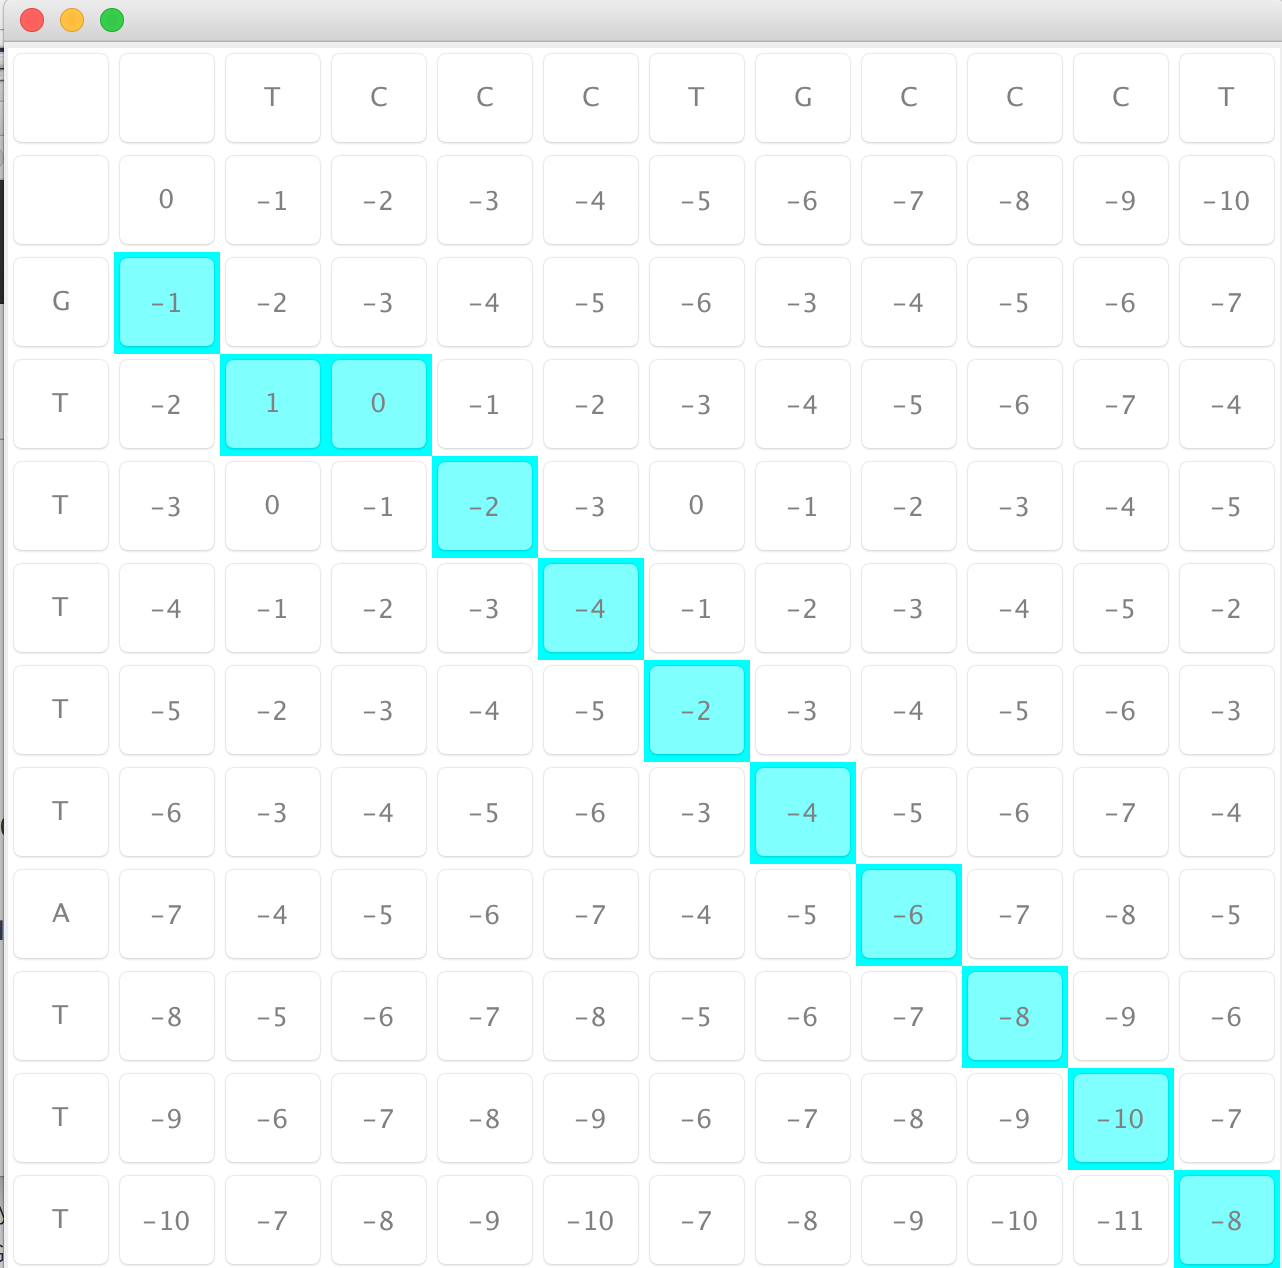 T C C C T G C C C T
0 -1 -2 -3 -4 -5 -6 -7 -8 -9 -10
G -1 -2 -3 -4 -5 -6 -3 -4 -5 -6 -7
T -2 1 0 -1 -2 -3 -4 -5 -6 -7 -4
T -3 0 -1 -2 -3 0 -1 -2 -3 -4 -5
T -4 -1 -2 -3 -4 -1 -2 -3 -4 -5 -2
T -5 -2 -3 -4 -5 -2 -3 -4 -5 -6 -3
T -6 -3 -4 -5 -6 -3 -4 -5 -6 -7 -4
A -7 -4 -5 -6 -7 -4 -5 -6 -7 -8 -5
T -8 -5 -6 -7 -8 -5 -6 -7 -8 -9 -6
T -9 -6 -7 -8 -9 -6 -7 -8 -9 -10 -7
T -10 -7 -8 -9 -10 -7 -8 -9 -10 -11 -8